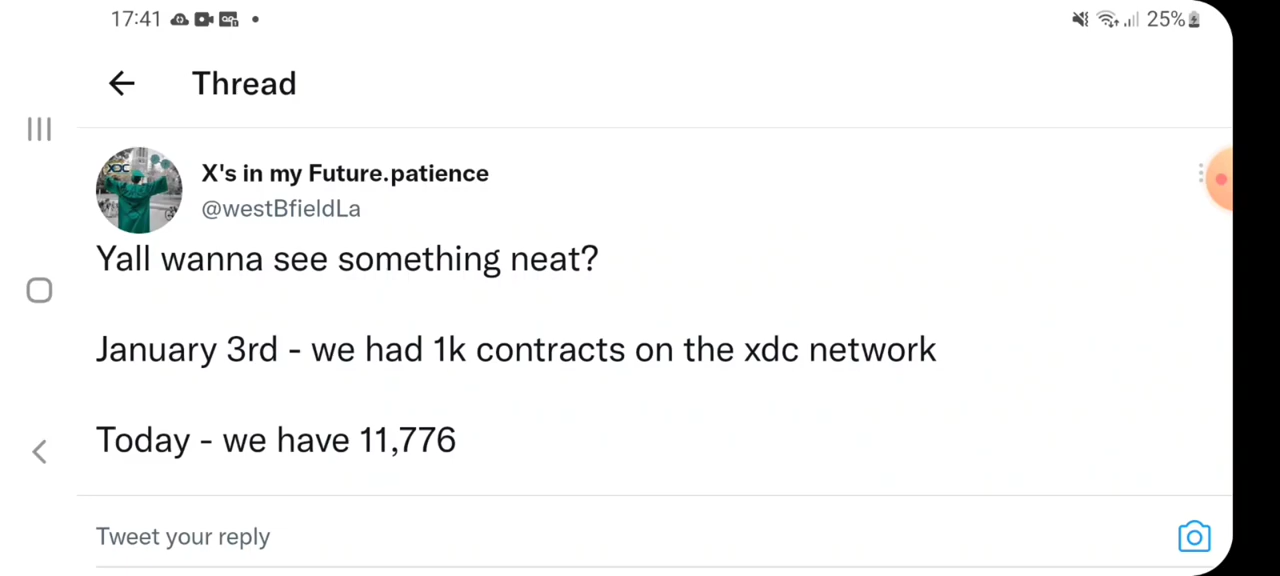 17:41 25%
Thread
X's in my Future.patience
@westBfieldLa
Yall wanna see something neat?
January 3rd - we had 1k contracts on the xdc network
Today - we have 11,776
Tweet your reply